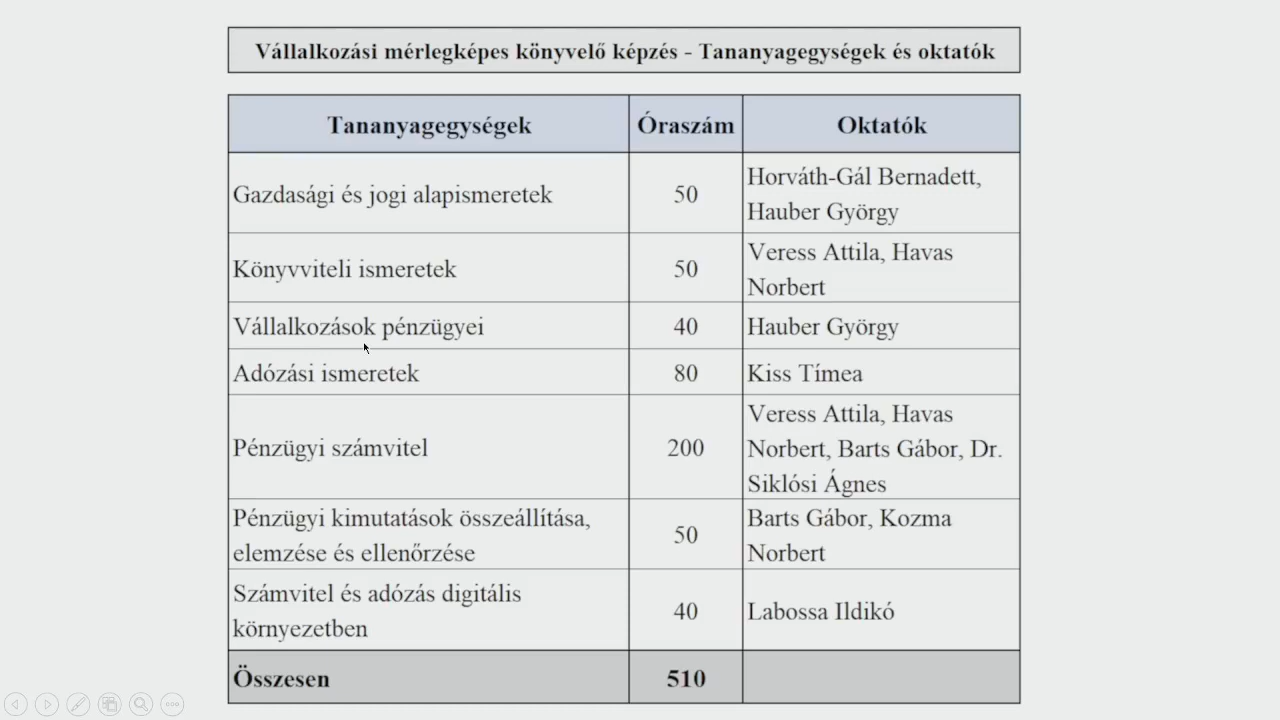 Vállalkozási mérlegképes könyvelő képzés - Tananyagegységek és oktatók
Tananyagegységek Óraszám Oktatók
Gazdasági és jogi alapismeretek 50 Horváth-Gál Bernadett,
Hauber György
Könyvviteli ismeretek 50 Veress Attila, Havas
Norbert
Vállalkozások pénzügyei 40 Hauber György
Adózási ismeretek 80 Kiss Tímea
Pénzügyi számvitel 200 Veress Attila, Havas
Norbert, Barts Gábor, Dr.
Siklósi Ágnes
Pénzügyi kimutatások összeállítása,
elemzése és ellenőrzése 50 Barts Gábor, Kozma
Norbert
Számvitel és adózás digitális
környezetben 40 Labossa Ildikó
Összesen 510